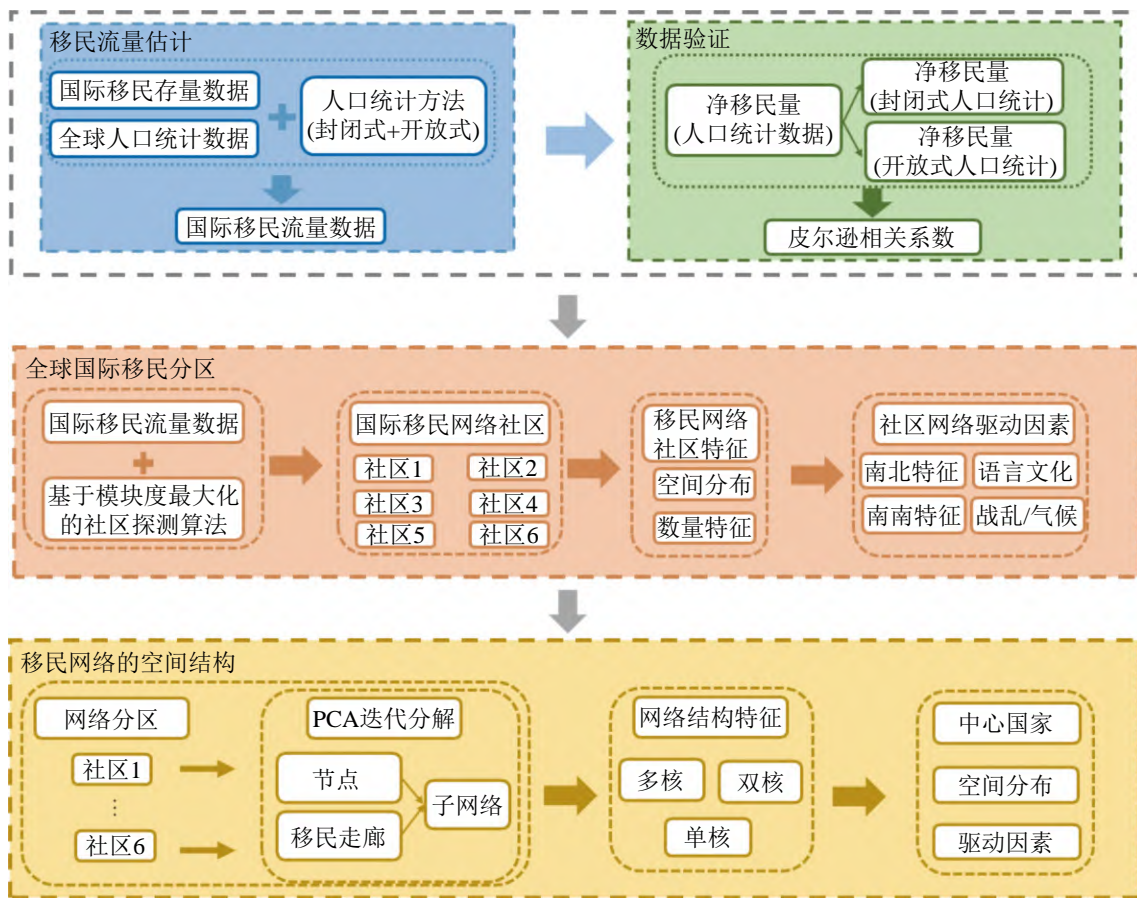 移民流量估计
国际移民存量数据
全球人口统计数据
人口统计方法
(封闭式+开放式)
国际移民流量数据
数据验证
净移民量
(人口统计数据)
净移民量
(封闭式人口统计)
净移民量
(开放式人口统计)
皮尔逊相关系数
全球国际移民分区
国际移民流量数据
基于模块度最大化
的社区探测算法
国际移民网络社区
社区1
社区2
社区3
社区4
社区5
社区6
移民网络
社区特征
空间分布
数量特征
社区网络驱动因素
南北特征
语言文化
南南特征
战乱/气候
移民网络的空间结构
网络分区
社区1
⋮
社区6
PCA迭代分解
节点
移民走廊
子网络
网络结构特征
多核
双核
单核
中心国家
空间分布
驱动因素